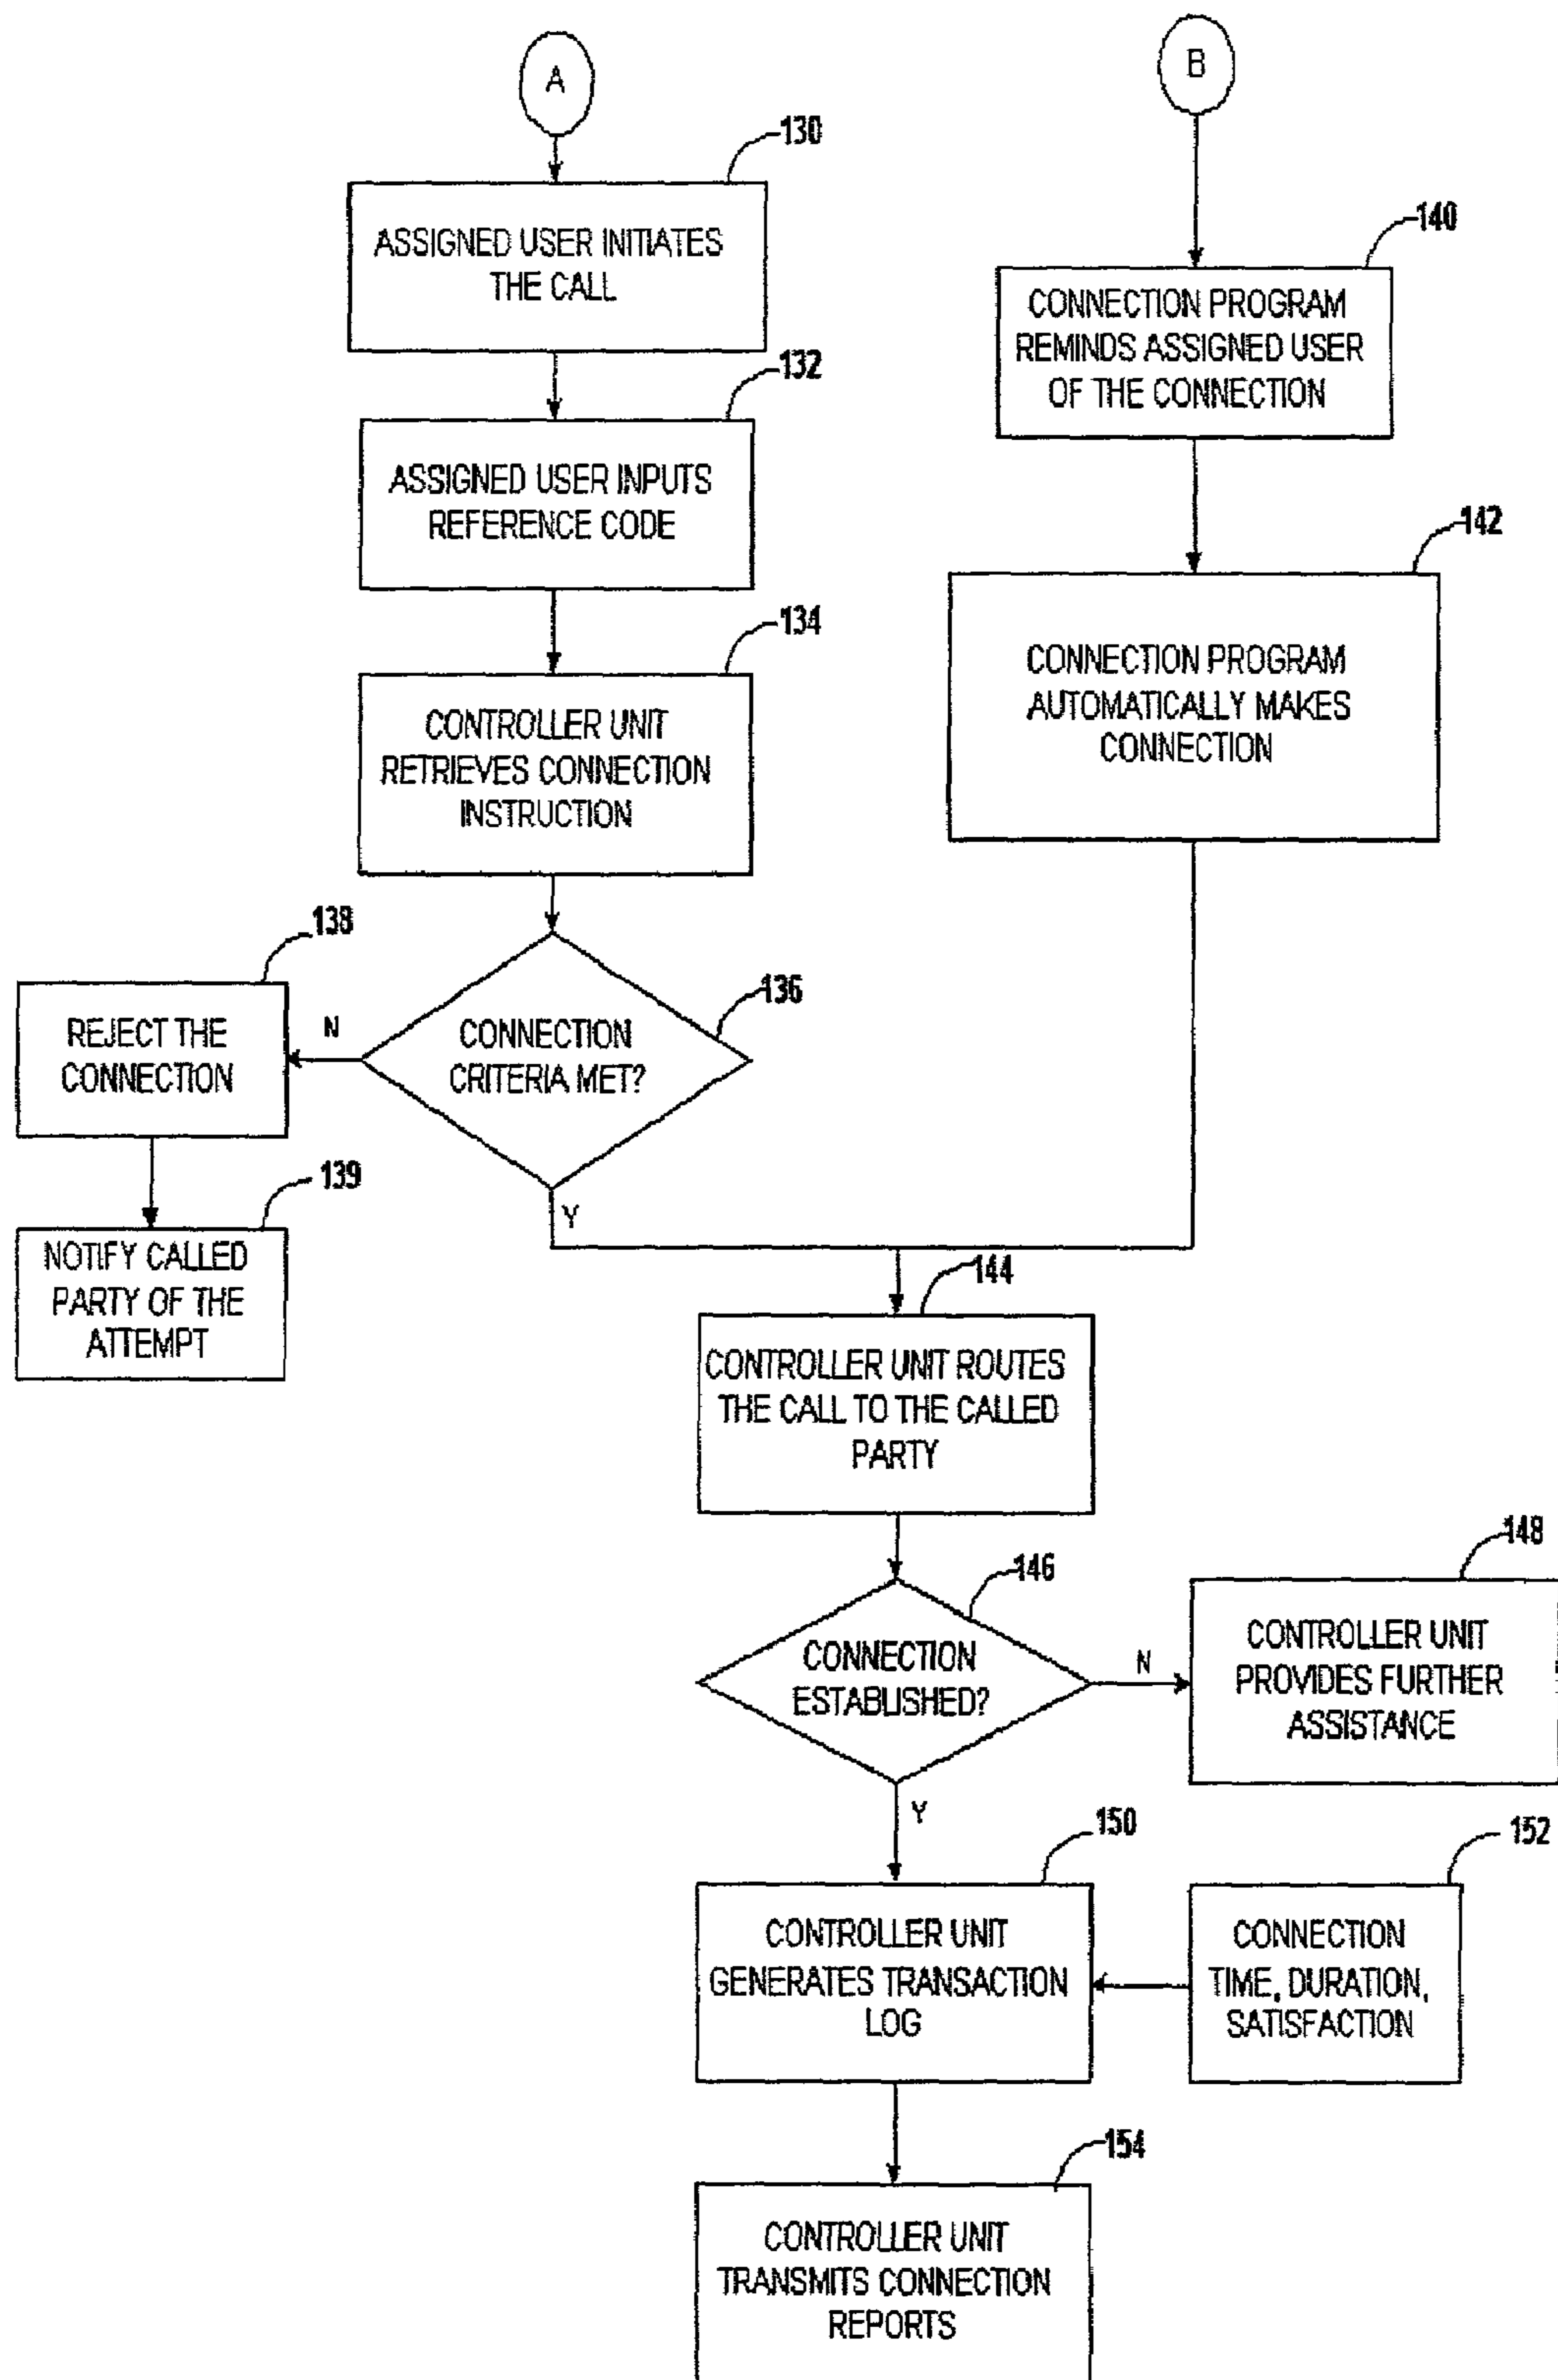 A
130
ASSIGNED USER INITIATES
THE CALL
132
ASSIGNED USER INPUTS
REFERENCE CODE
134
CONTROLLER UNIT
RETRIEVES CONNECTION
INSTRUCTION
136
CONNECTION
CRITERIA MET?
N
Y
138
REJECT THE
CONNECTION
139
NOTIFY CALLED
PARTY OF THE
ATTEMPT
B
140
CONNECTION PROGRAM
REMINDS ASSIGNED USER
OF THE CONNECTION
142
CONNECTION PROGRAM
AUTOMATICALLY MAKES
CONNECTION
144
CONTROLLER UNIT ROUTES
THE CALL TO THE CALLED
PARTY
146
CONNECTION
ESTABLISHED?
N
Y
148
CONTROLLER UNIT
PROVIDES FURTHER
ASSISTANCE
150
CONTROLLER UNIT
GENERATES TRANSACTION
LOG
152
CONNECTION
TIME, DURATION,
SATISFACTION
154
CONTROLLER UNIT
TRANSMITS CONNECTION
REPORTS